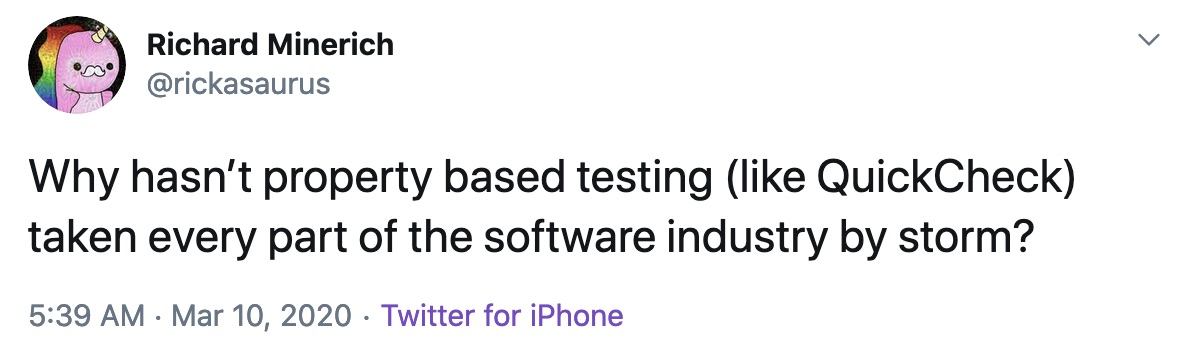 Richard Minerich
@rickasaurus
Why hasn’t property based testing (like QuickCheck)
taken every part of the software industry by storm?
5:39 AM · Mar 10, 2020 · Twitter for iPhone